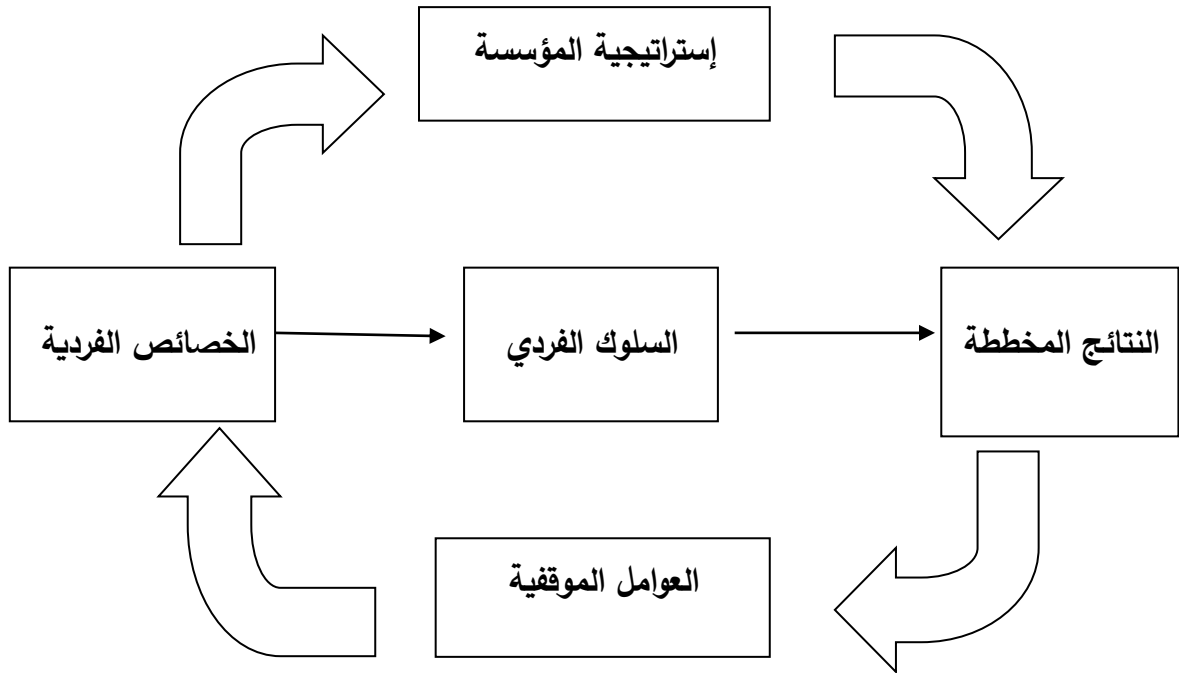 إستراتيجية المؤسسة
الخصائص الفردية
السلوك الفردي
النتائج المخططة
العوامل الموقفية